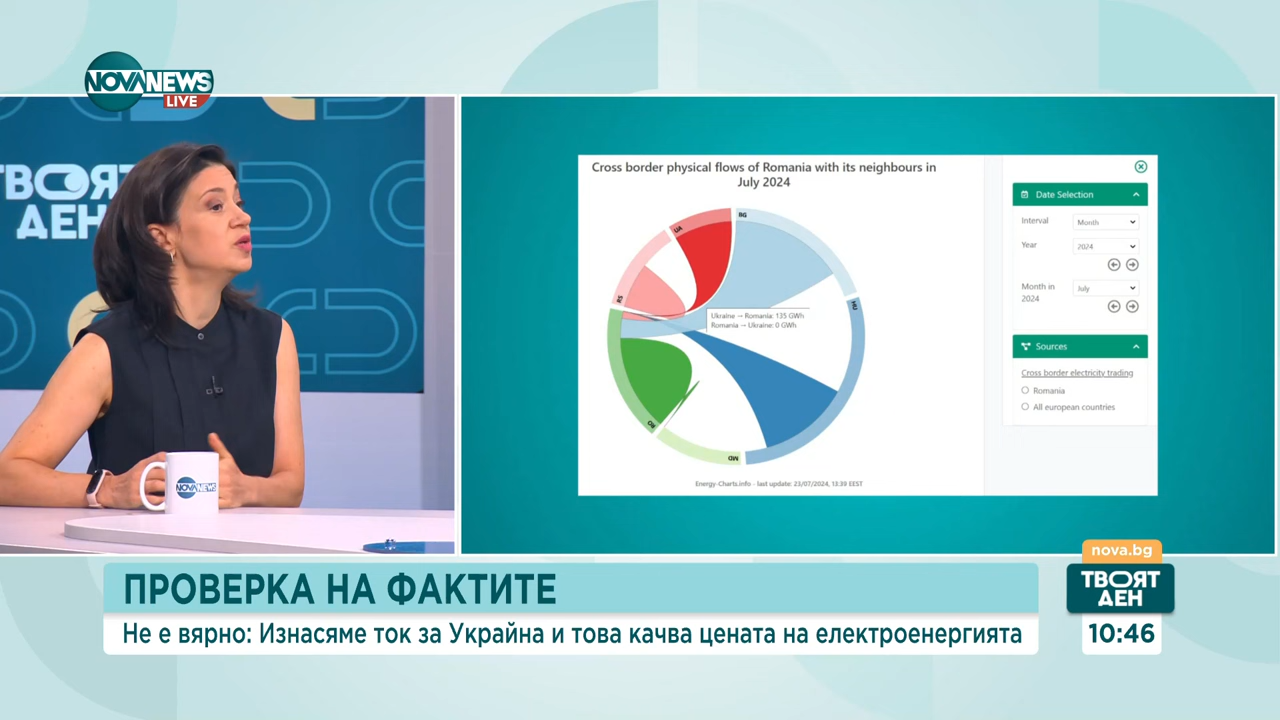 NOVANEWS
LIVE
ТВОЯТ
ДЕН
Cross border physical flows of Romania with its neighbours in
July 2024
BG
UA
RS
HU
RO
MD
Ukraine → Romania: 135 GWh
Romania → Ukraine: 0 GWh
Energy-Charts.info - last update: 23/07/2024, 13:39 EEST
Date Selection
Interval
Month
Year
2024
Month in
2024
July
Sources
Cross border electricity trading
Romania
All european countries
NOVANEWS
ПРОВЕРКА НА ФАКТИТЕ
Не е вярно: Изнасяме ток за Украйна и това качва цената на електроенергията
nova.bg
ТВОЯТ
ДЕН
10:46